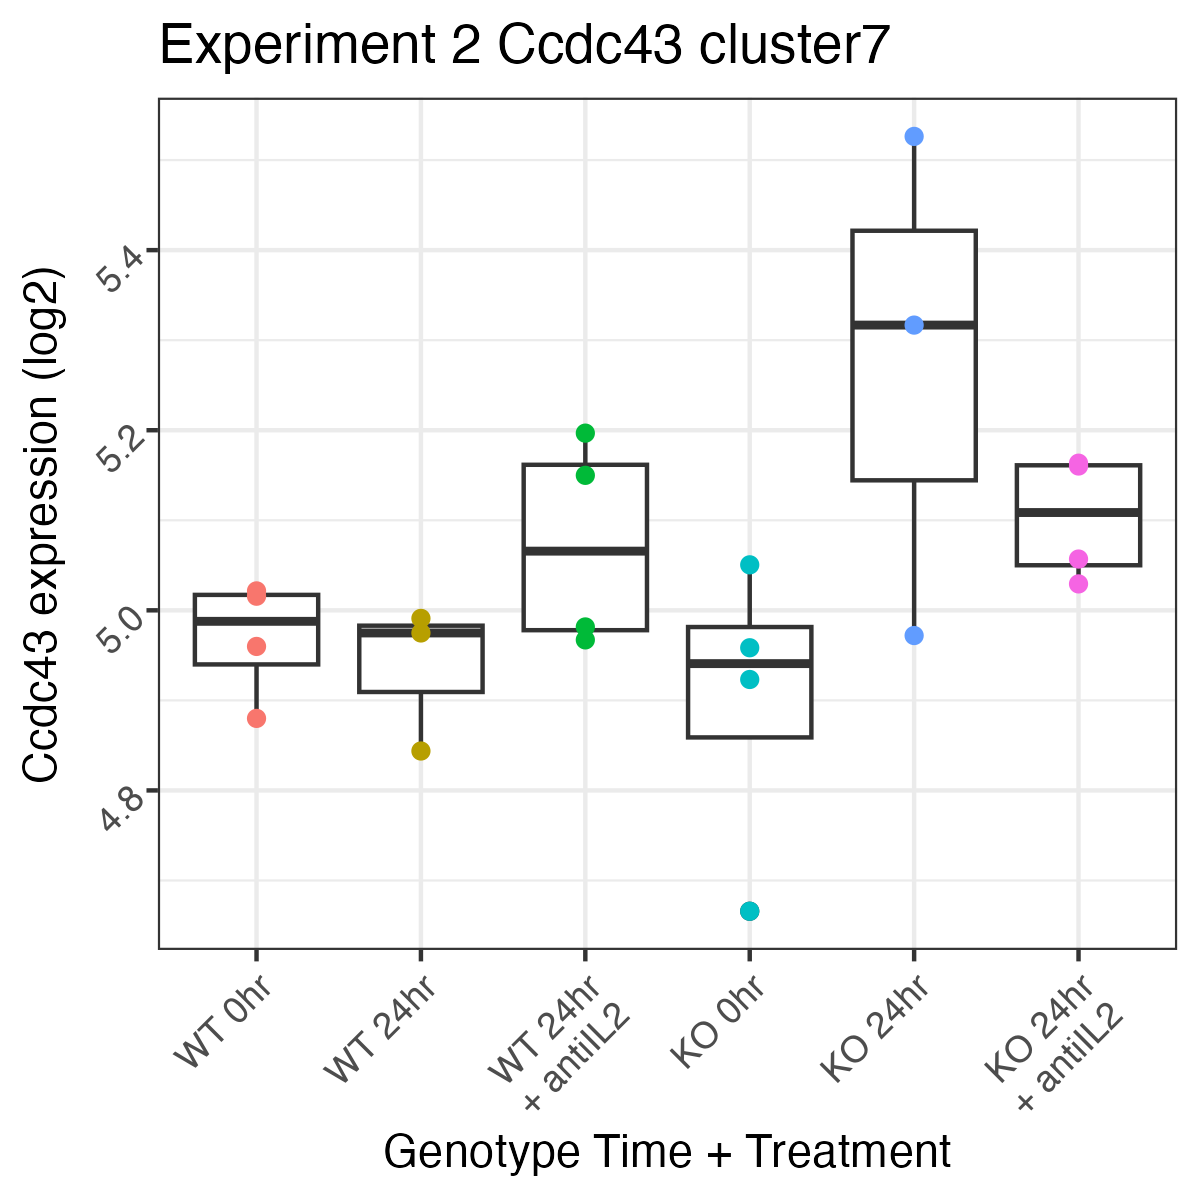 Experiment 2 Ccdc43 cluster7
Ccdc43 expression (log2)
5.4
5.2
5.0
4.8
WT 0hr
WT 24hr
WT 24hr
+ antiIL2
KO 0hr
KO 24hr
KO 24hr
+ antiIL2
Genotype Time + Treatment